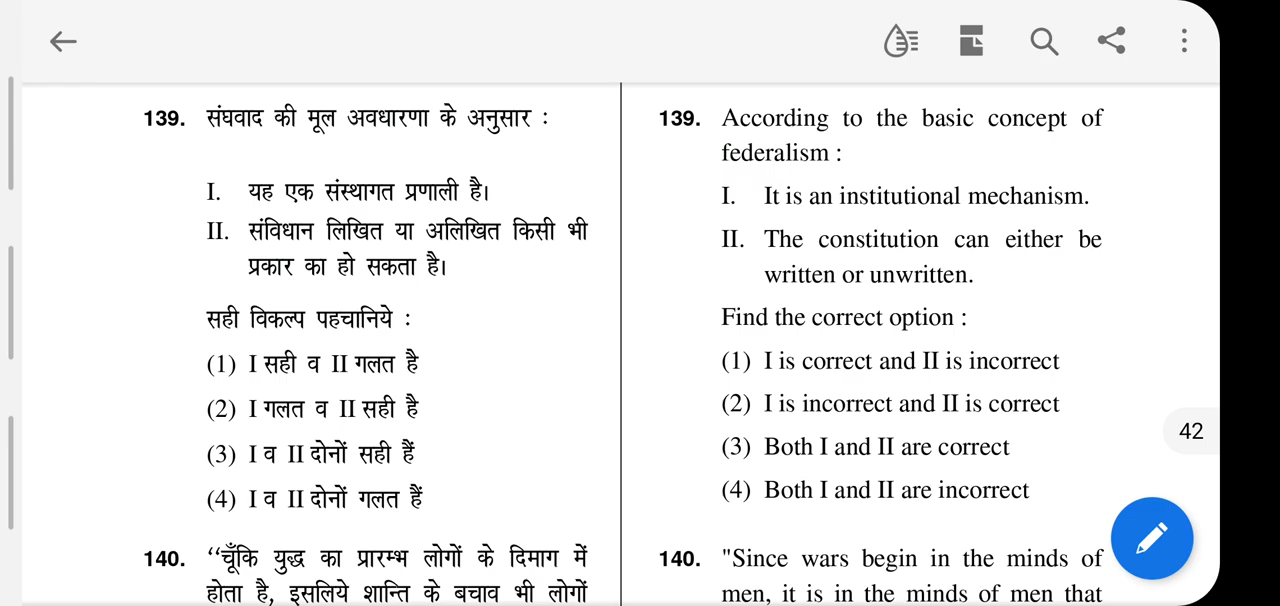 139. संघवाद की मूल अवधारणा के अनुसार :
I. यह एक संस्थागत प्रणाली है।
II. संविधान लिखित या अलिखित किसी भी
प्रकार का हो सकता है।
सही विकल्प पहचानिये :
(1) I सही व II गलत है
(2) I गलत व II सही है
(3) I व II दोनों सही हैं
(4) I व II दोनों गलत हैं
140. ‘‘चूँकि युद्ध का प्रारम्भ लोगों के दिमाग में
होता है, इसलिये शान्ति के बचाव भी लोगों
139. According to the basic concept of
federalism :
I. It is an institutional mechanism.
II. The constitution can either be
written or unwritten.
Find the correct option :
(1) I is correct and II is incorrect
(2) I is incorrect and II is correct
(3) Both I and II are correct
(4) Both I and II are incorrect
140. "Since wars begin in the minds of
men, it is in the minds of men that
42